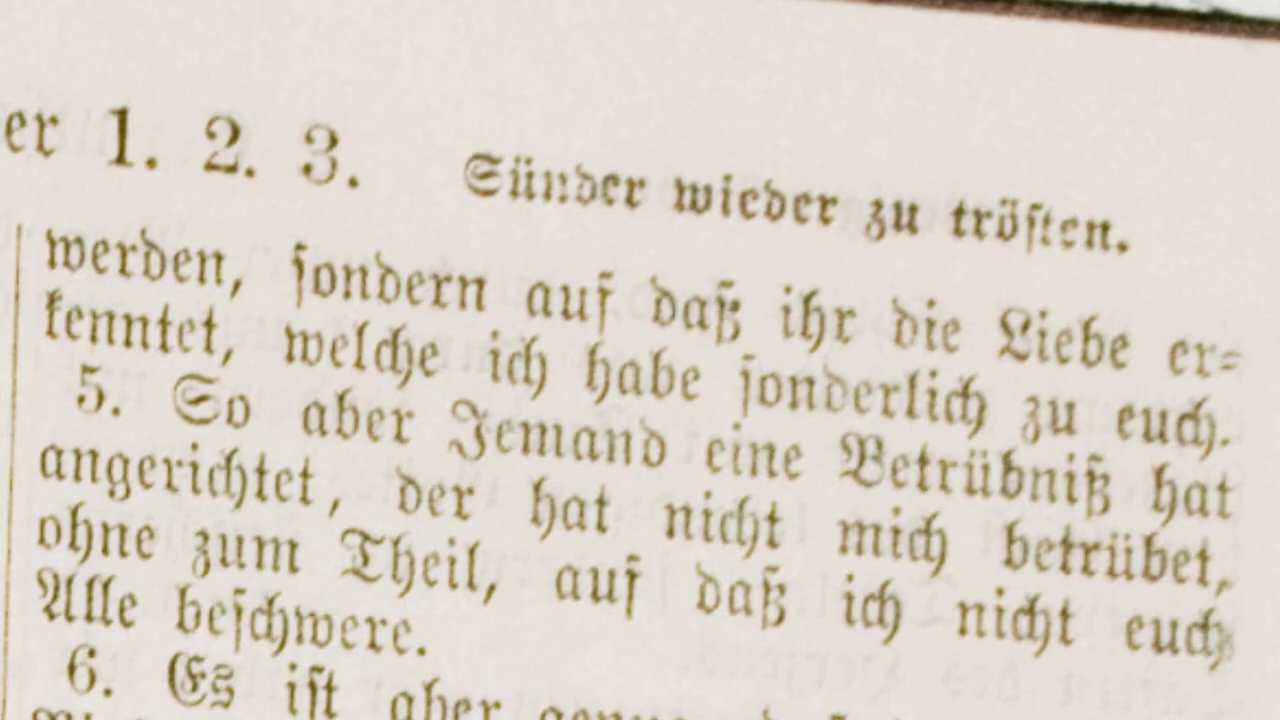 er 1. 2. 3. Sünder wieder zu tröſten.
werden, ſondern auf daß ihr die Liebe er=
kenntet, welche ich habe ſonderlich zu euch.
5. So aber Jemand eine Betrübniß hat
angerichtet, der hat nicht mich betrübet,
ohne zum Theil, auf daß ich nicht euch
Alle beſchwere.
6. Es iſt aber